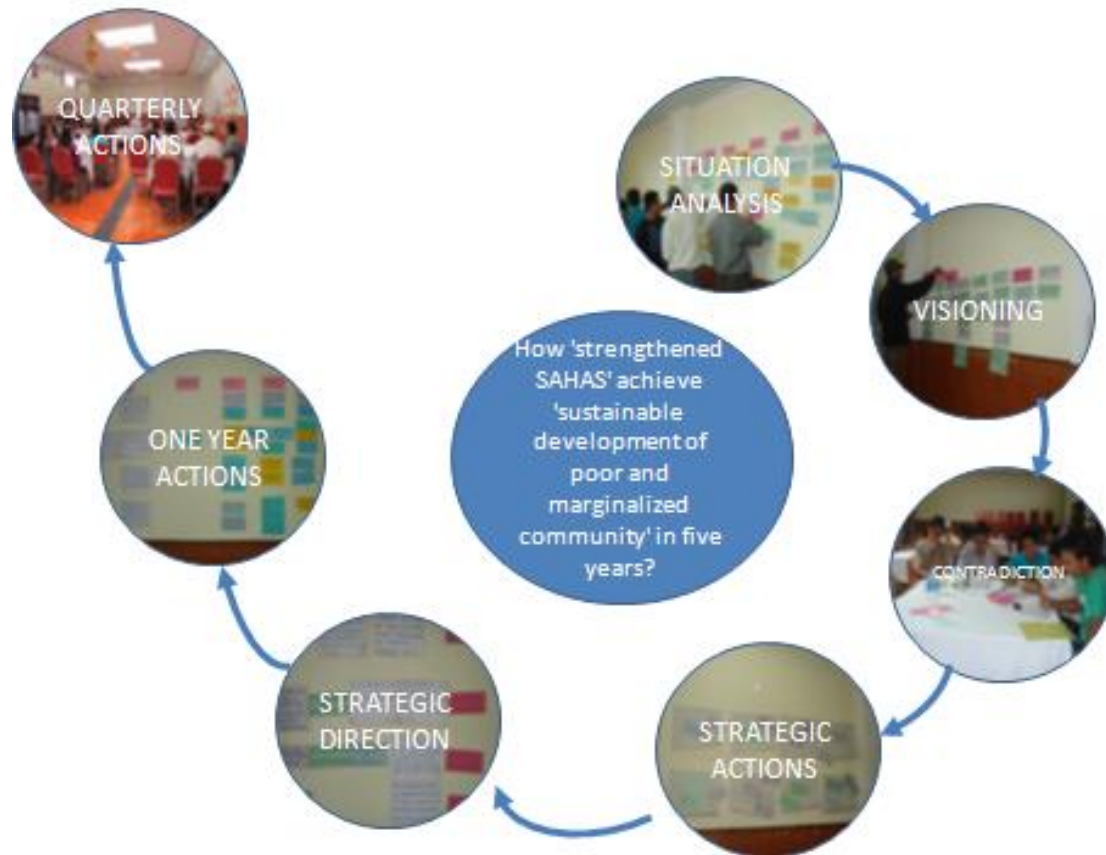 QUARTERLY
ACTIONS
SITUATION
ANALYSIS
VISIONING
How 'strengthened
SAHAS' achieve
'sustainable
development of
poor and
marginalized
community' in five
years?
ONE YEAR
ACTIONS
CONTRADICTION
STRATEGIC
DIRECTION
STRATEGIC
ACTIONS